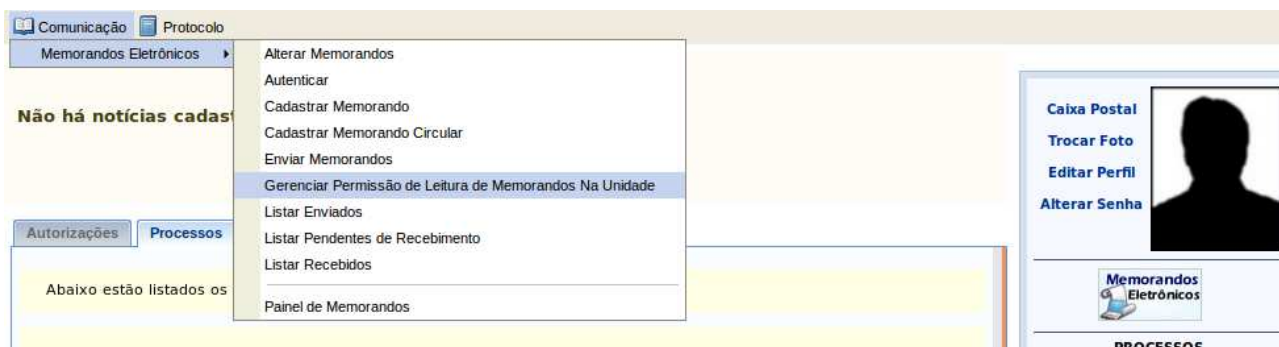 Comunicação Protocolo
Memorandos Eletrônicos
Alterar Memorandos
Autenticar
Cadastrar Memorando
Cadastrar Memorando Circular
Enviar Memorandos
Gerenciar Permissão de Leitura de Memorandos Na Unidade
Listar Enviados
Listar Pendentes de Recebimento
Listar Recebidos
Painel de Memorandos
Não há notícias cadast
Autorizações Processos
Abaixo estão listados os
Caixa Postal
Trocar Foto
Editar Perfil
Alterar Senha
Memorandos
Eletrônicos
PROCESSOS